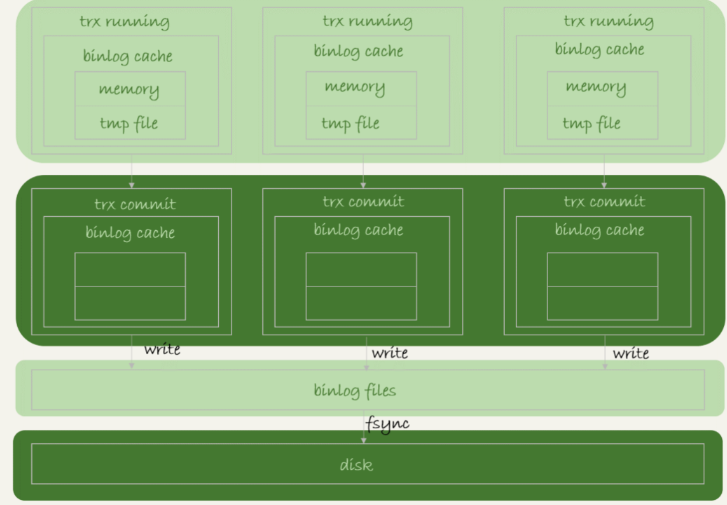 trx running trx running trx running
binlog cache binlog cache binlog cache
memory memory memory
tmp file tmp file tmp file
trx commit trx commit trx commit
binlog cache binlog cache binlog cache
write write write
binlog files
fsync
disk